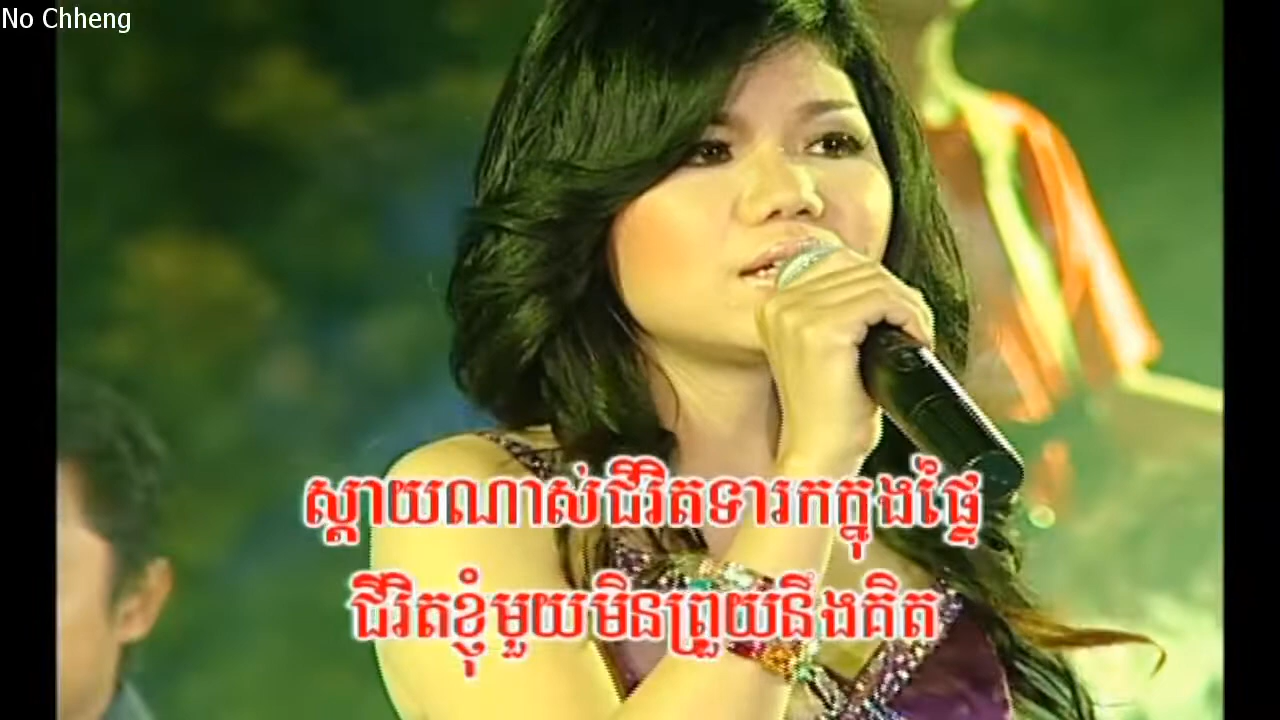 No Chheng
ស្ដាយណាស់ជីវិតទារកក្នុងផ្ទៃ
ជីវិតខ្ញុំមួយមិនព្រួយនឹងគិត